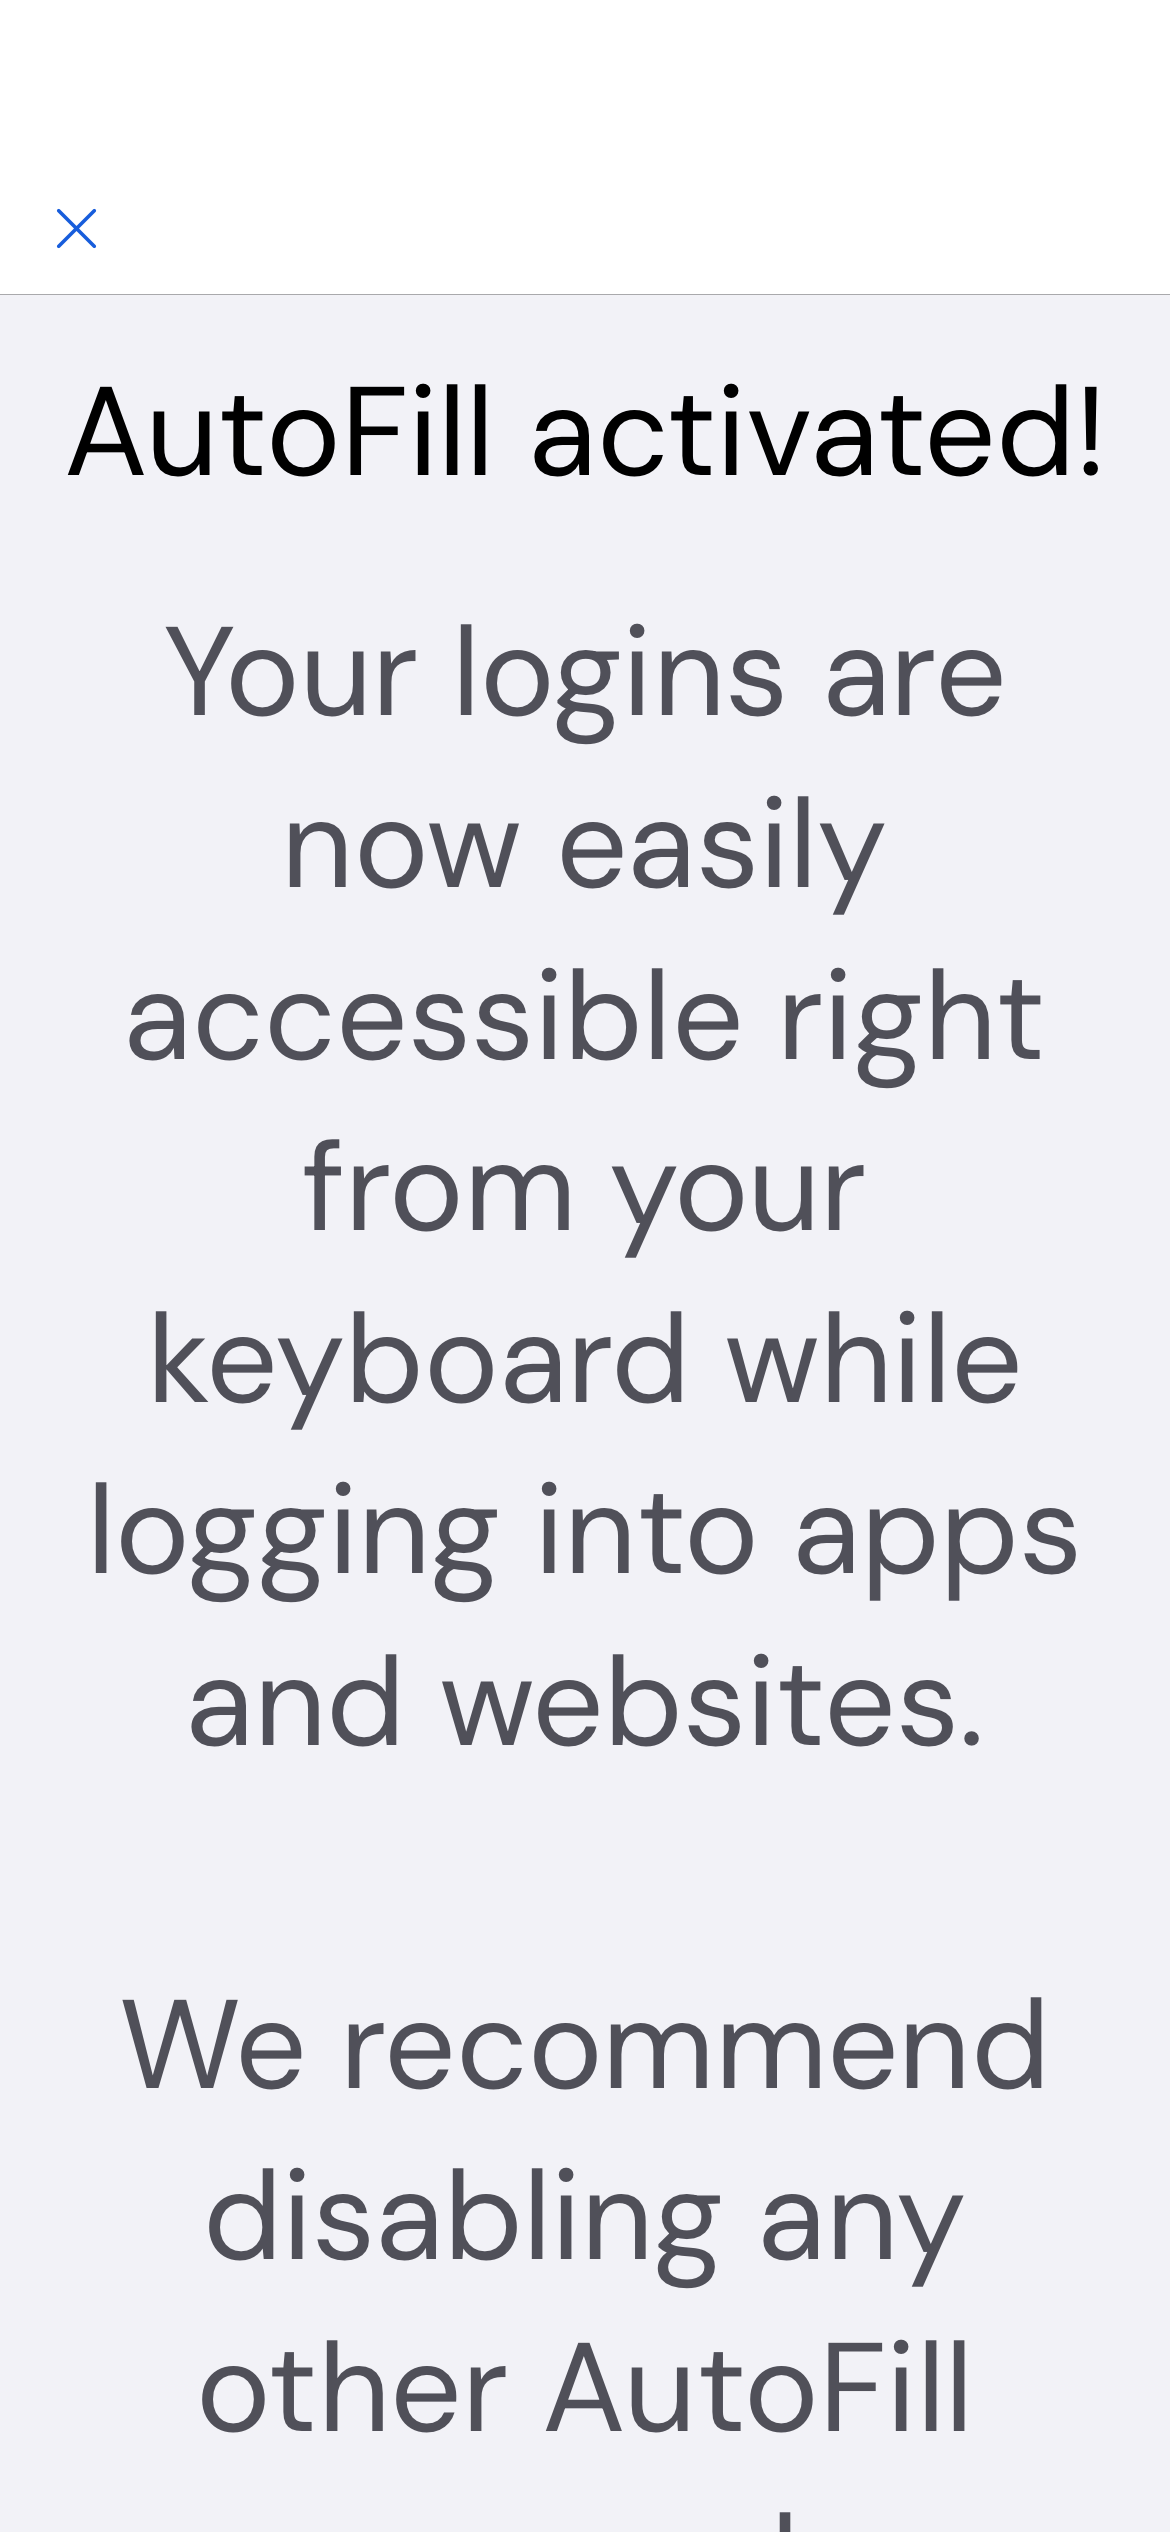 AutoFill activated!
Your logins are
now easily
accessible right
from your
keyboard while
logging into apps
and websites.
We recommend
disabling any
other AutoFill